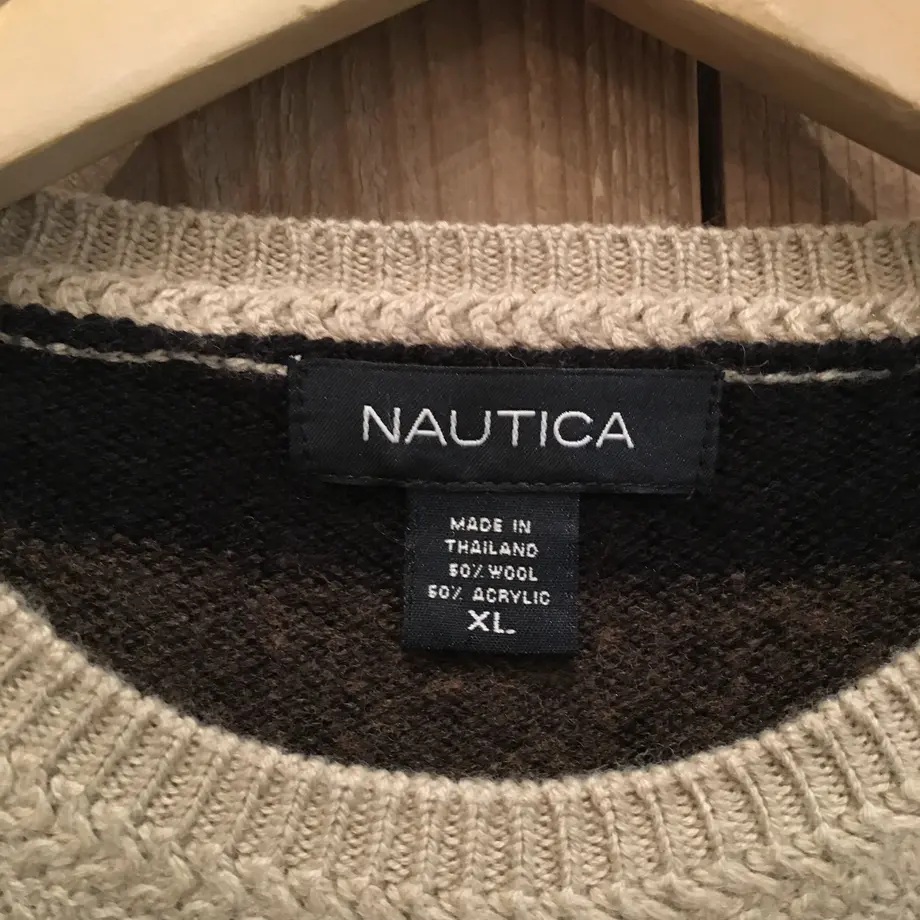 NAUTICA
MADE IN
THAILAND
50% WOOL
50% ACRYLIC
XL